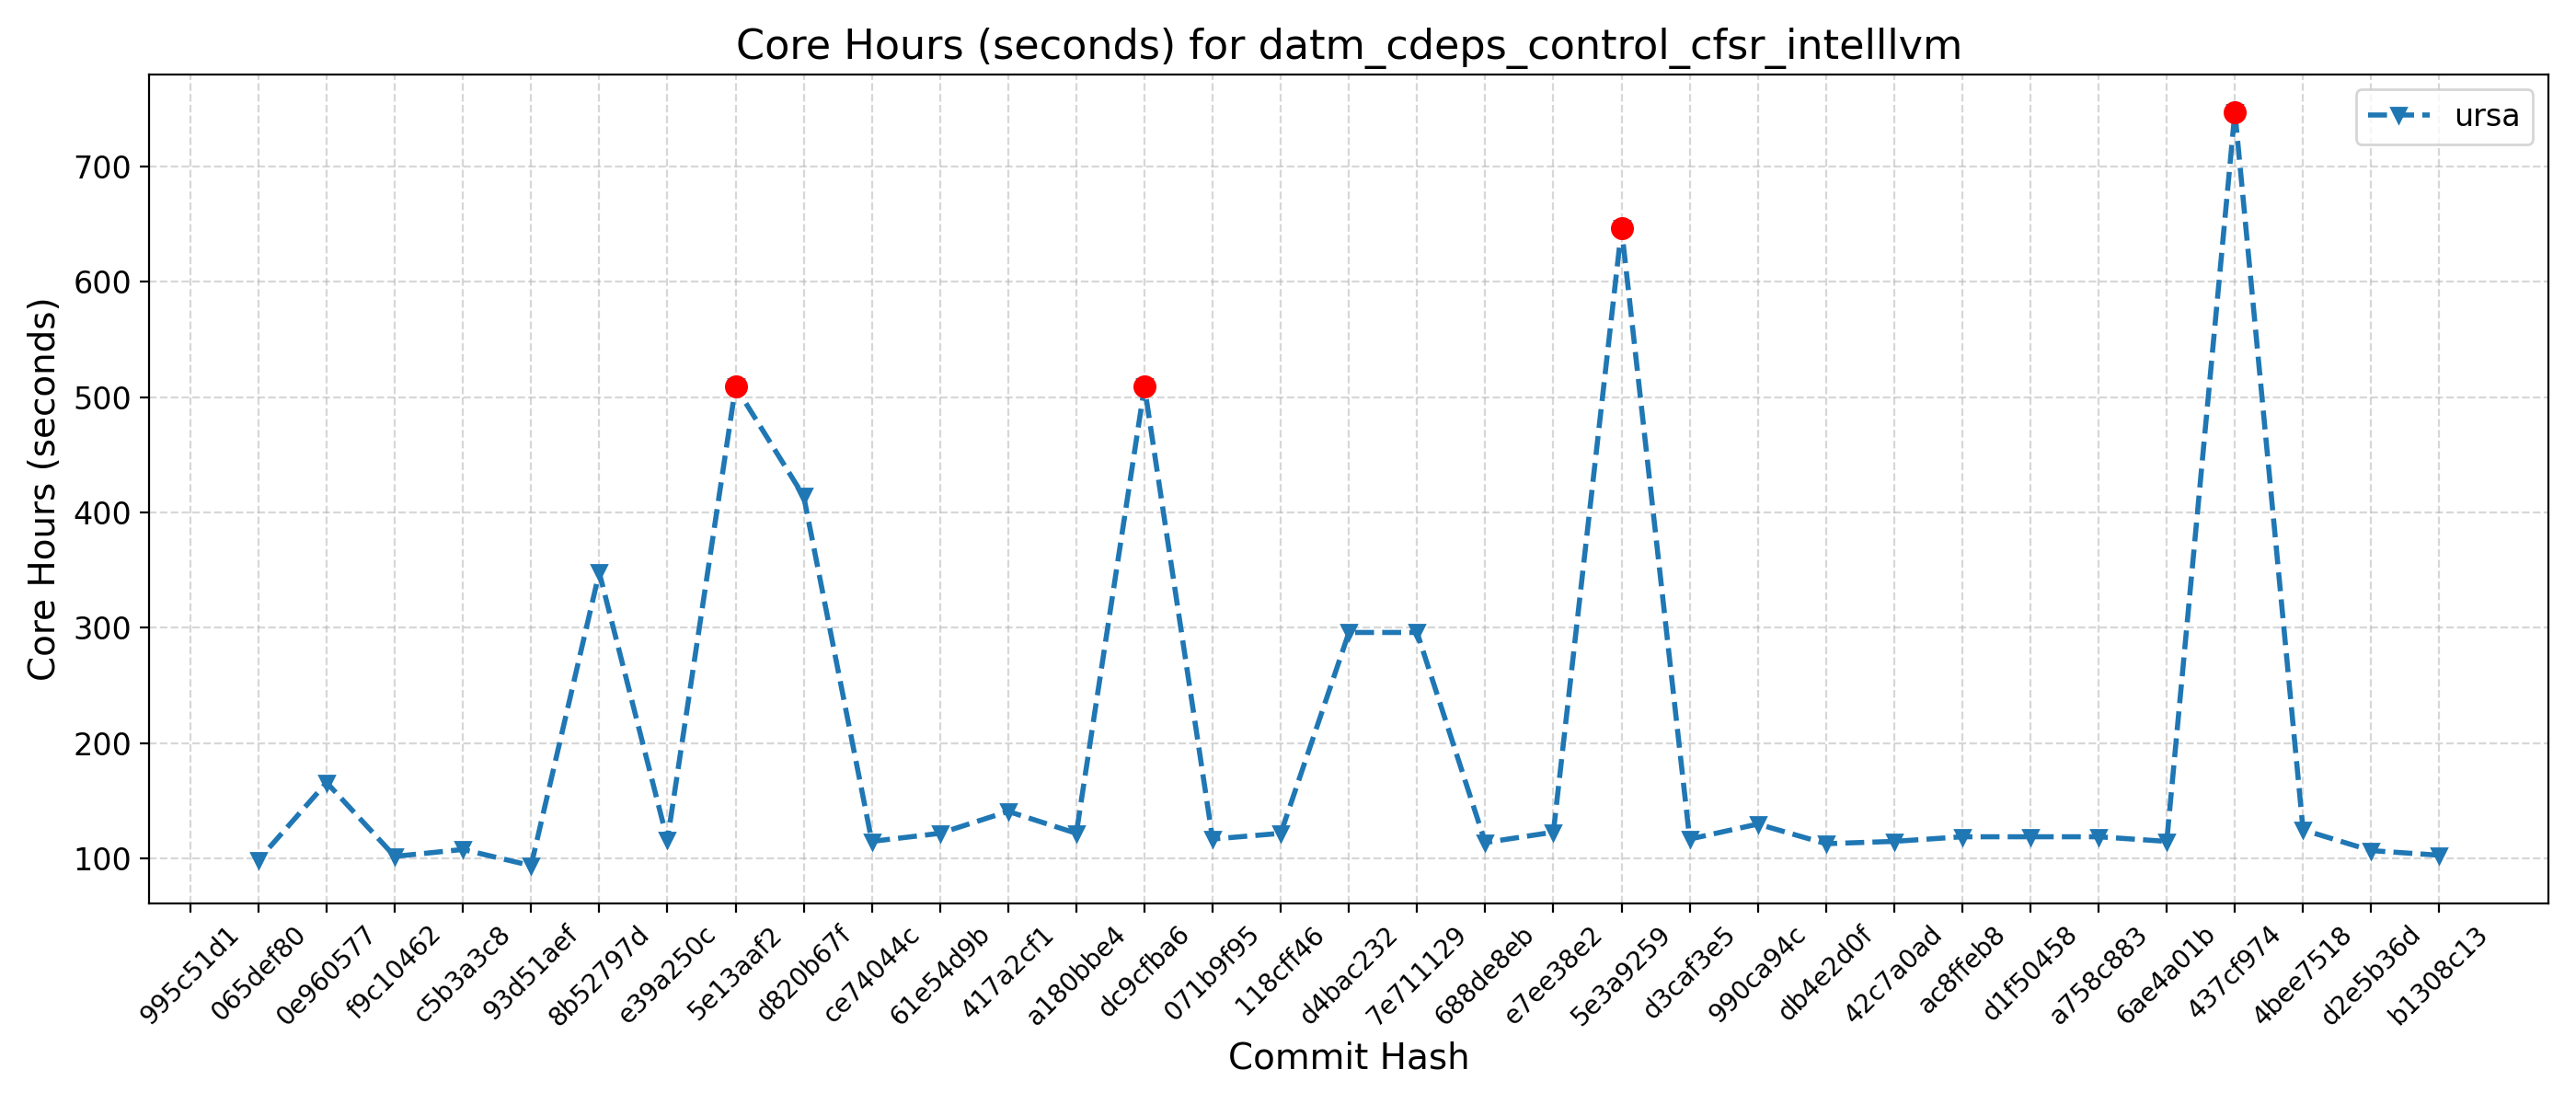 Core Hours (seconds) for datm_cdeps_control_cfsr_intelllvm
ursa
Core Hours (seconds)
700
600
500
400
300
200
100
995c51d1
065def80
0e960577
f9c10462
c5b3a3c8
93d51aef
8b52797d
e39a250c
5e13aaf2
d820b67f
ce74044c
61e54d9b
417a2cf1
a180bbe4
dc9cfba6
071b9f95
118cff46
d4bac232
7e711129
688de8eb
e7ee38e2
5e3a9259
d3caf3e5
990ca94c
db4e2d0f
42c7a0ad
ac8ffeb8
d1f50458
a758c883
6ae4a01b
437cf974
4bee7518
d2e5b36d
b1308c13
Commit Hash